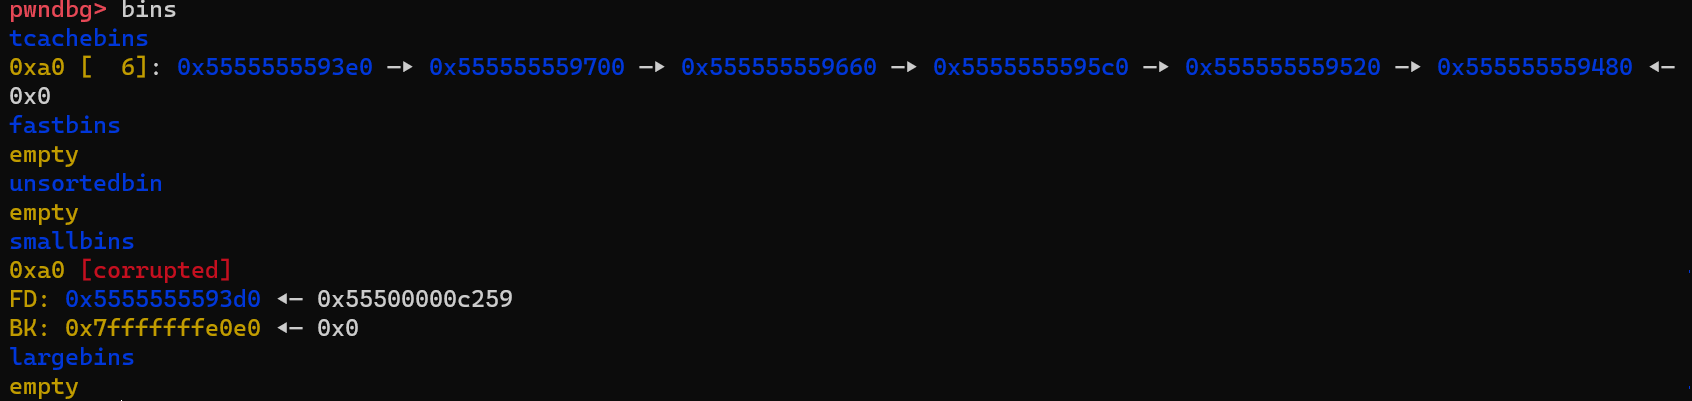 pwndbg> bins
tcachebins
0xa0 [  6]: 0x5555555593e0 —▸ 0x555555559700 —▸ 0x555555559660 —▸ 0x5555555595c0 —▸ 0x555555559520 —▸ 0x555555559480 ◂—
0x0
fastbins
empty
unsortedbin
empty
smallbins
0xa0 [corrupted]
FD: 0x5555555593d0 ◂— 0x55500000c259
BK: 0x7fffffffe0e0 ◂— 0x0
largebins
empty